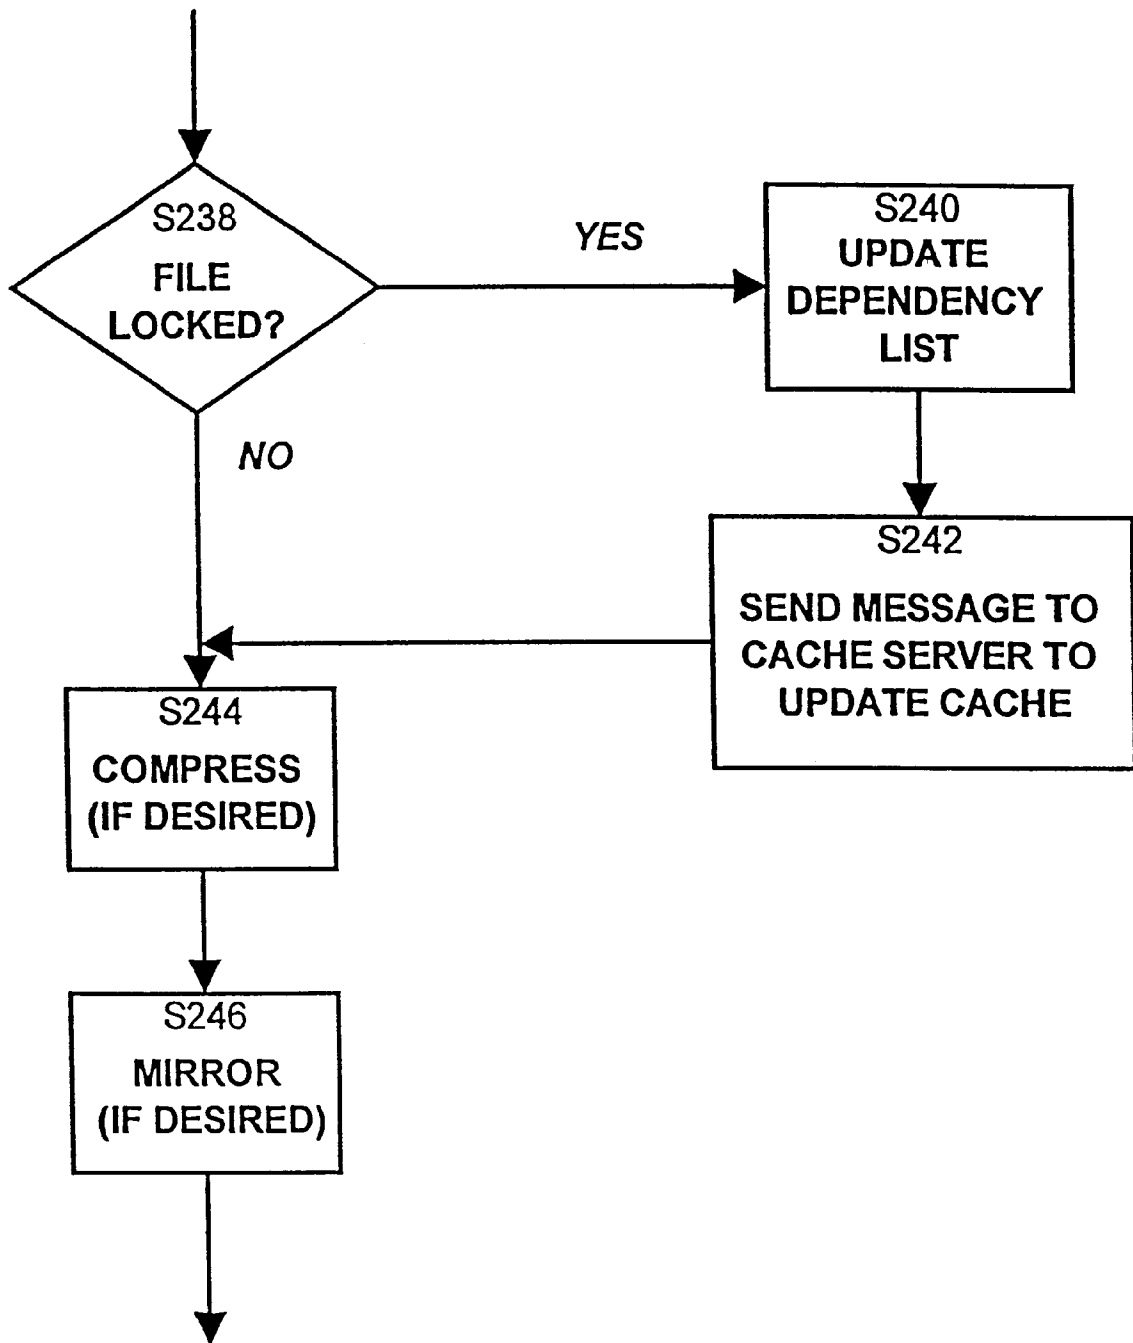 S238
FILE
LOCKED?
YES
S240
UPDATE
DEPENDENCY
LIST
NO
S242
SEND MESSAGE TO
CACHE SERVER TO
UPDATE CACHE
S244
COMPRESS
(IF DESIRED)
S246
MIRROR
(IF DESIRED)